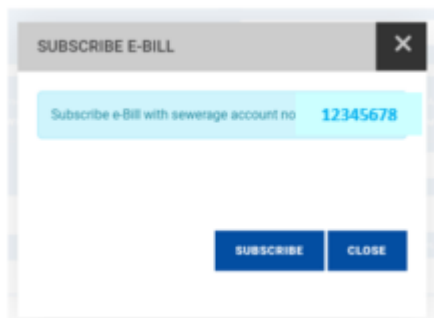 SUBSCRIBE E-BILL
Subscribe e-Bill with sewerage account no 12345678
SUBSCRIBE CLOSE